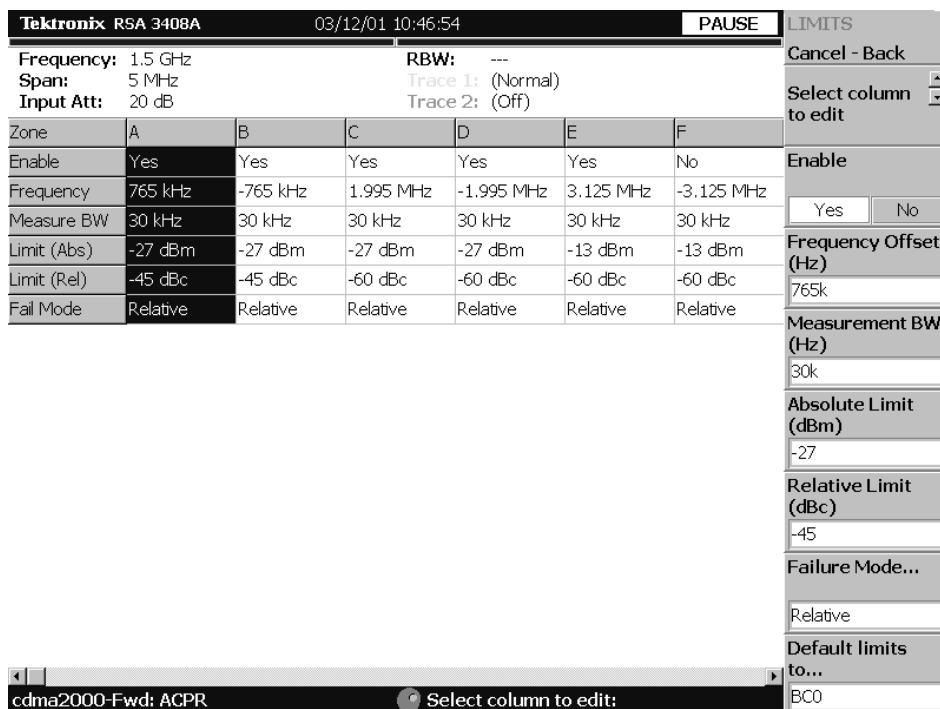 Tektronix RSA 3408A 03/12/01 10:46:54 PAUSE
Frequency: 1.5 GHz RBW: ---
Span: 5 MHz Trace 1: (Normal)
Input Att: 20 dB Trace 2: (Off)
Zone A B C D E F
Enable Yes Yes Yes Yes Yes No
Frequency 765 kHz -765 kHz 1.995 MHz -1.995 MHz 3.125 MHz -3.125 MHz
Measure BW 30 kHz 30 kHz 30 kHz 30 kHz 30 kHz 30 kHz
Limit (Abs) -27 dBm -27 dBm -27 dBm -27 dBm -13 dBm -13 dBm
Limit (Rel) -45 dBc -45 dBc -60 dBc -60 dBc -60 dBc -60 dBc
Fail Mode Relative Relative Relative Relative Relative Relative
cdma2000-Fwd: ACPR Select column to edit:
LIMITS
Cancel - Back
Select column
to edit
Enable
Yes No
Frequency Offset
(Hz)
765k
Measurement BW
(Hz)
30k
Absolute Limit
(dBm)
-27
Relative Limit
(dBc)
-45
Failure Mode...
Relative
Default limits
to...
BC0